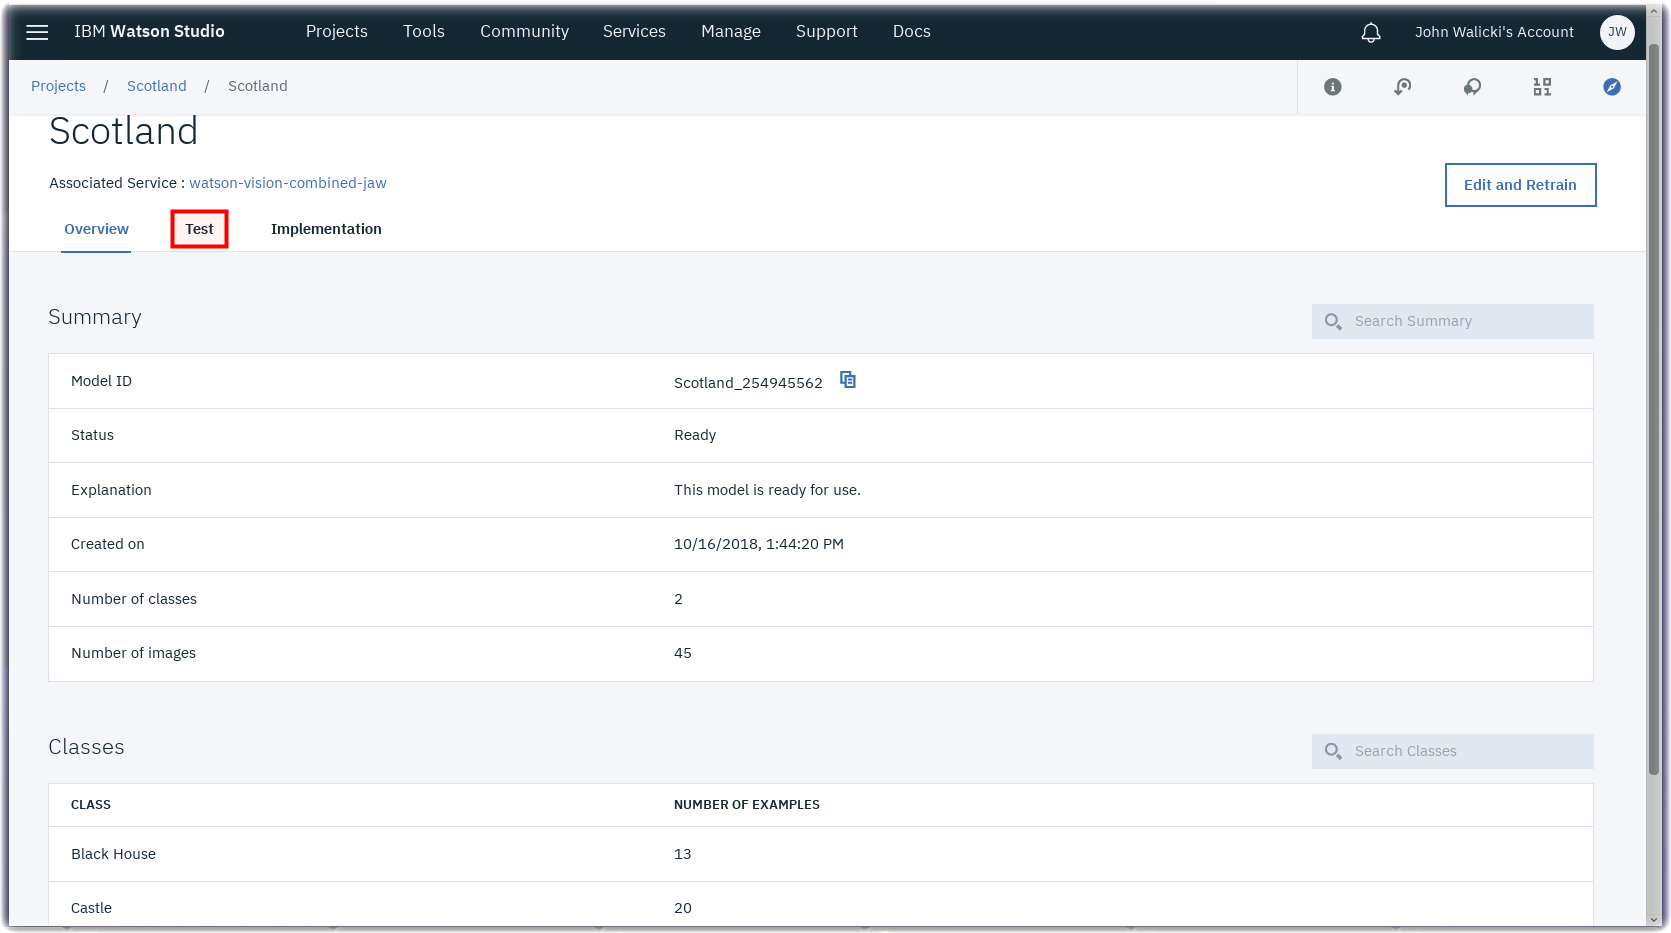 IBM Watson Studio Projects Tools Community Services Manage Support Docs John Walicki's Account JW
Projects / Scotland / Scotland
Scotland
Associated Service : watson-vision-combined-jaw
Edit and Retrain
Overview Test Implementation
Summary Search Summary
Model ID Scotland_254945562
Status Ready
Explanation This model is ready for use.
Created on 10/16/2018, 1:44:20 PM
Number of classes 2
Number of images 45
Classes Search Classes
CLASS NUMBER OF EXAMPLES
Black House 13
Castle 20